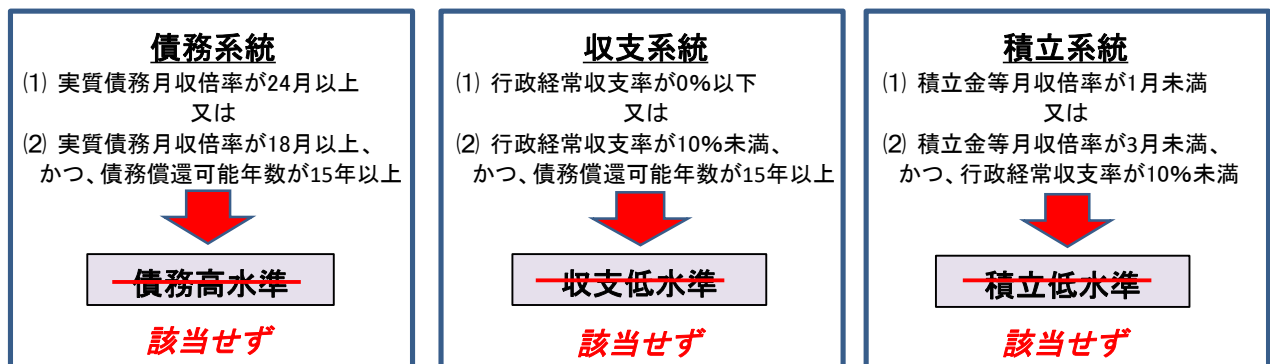 債務系統
⑴ 実質債務月収倍率が24月以上
又は
⑵ 実質債務月収倍率が18月以上、
かつ、債務償還可能年数が15年以上
債務高水準
該当せず
収支系統
⑴ 行政経常収支率が0%以下
又は
⑵ 行政経常収支率が10%未満、
かつ、債務償還可能年数が15年以上
収支低水準
該当せず
積立系統
⑴ 積立金等月収倍率が1月未満
又は
⑵ 積立金等月収倍率が3月未満、
かつ、行政経常収支率が10%未満
積立低水準
該当せず